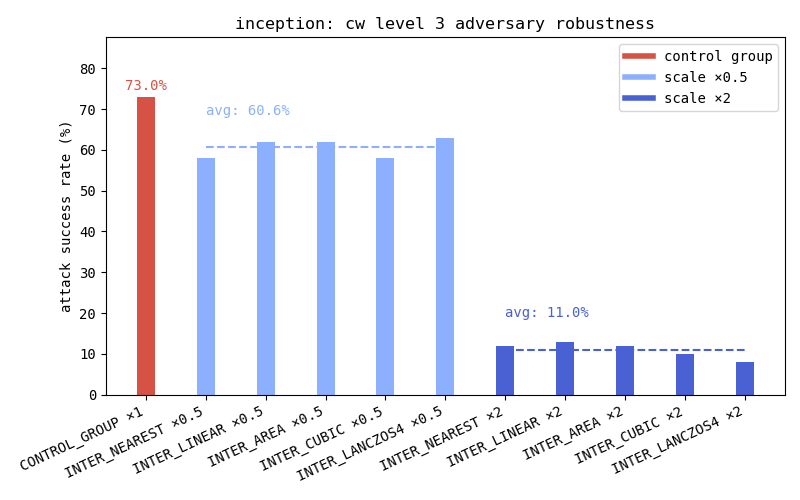 inception: cw level 3 adversary robustness
control group
scale ×0.5
scale ×2
73.0%
avg: 60.6%
avg: 11.0%
attack success rate (%)
80
70
60
50
40
30
20
10
0
CONTROL_GROUP ×1
INTER_NEAREST ×0.5
INTER_LINEAR ×0.5
INTER_AREA ×0.5
INTER_CUBIC ×0.5
INTER_LANCZOS4 ×0.5
INTER_NEAREST ×2
INTER_LINEAR ×2
INTER_AREA ×2
INTER_CUBIC ×2
INTER_LANCZOS4 ×2